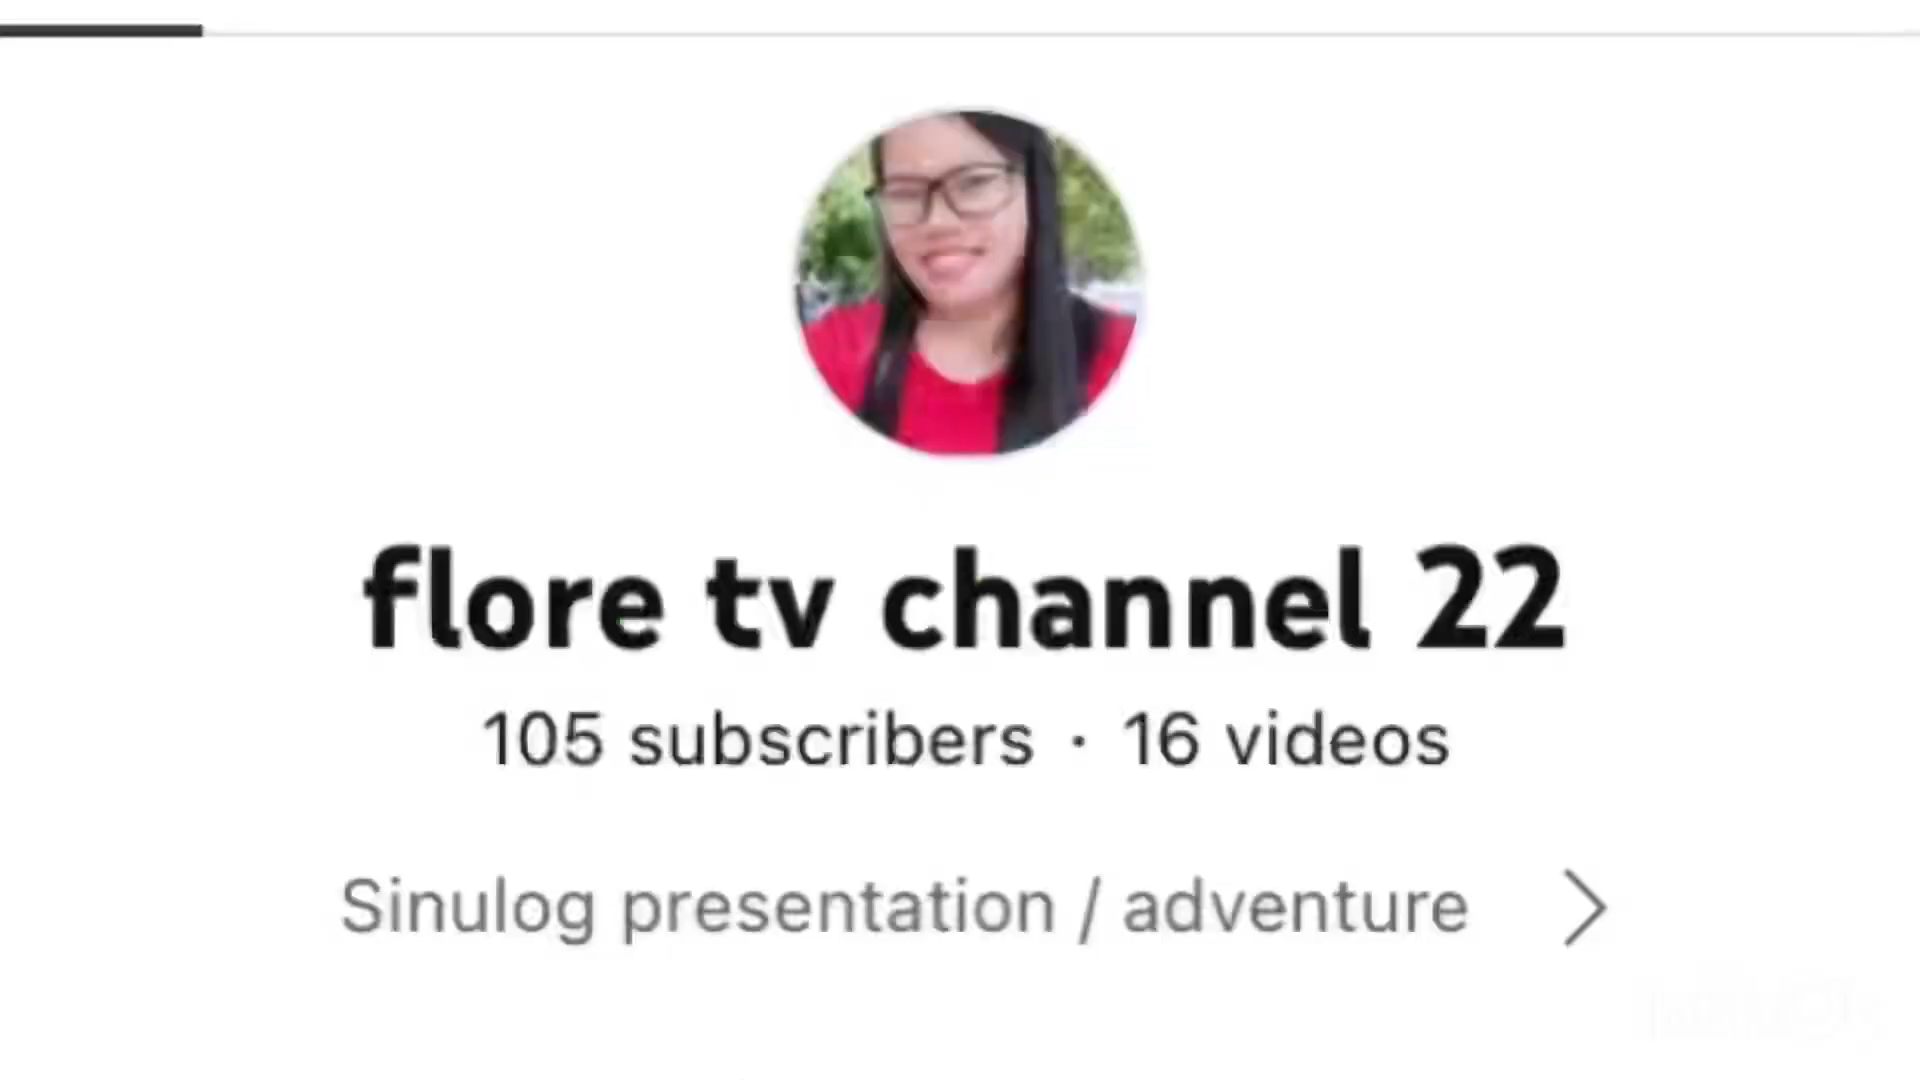 flore tv channel 22
105 subscribers · 16 videos
Sinulog presentation / adventure